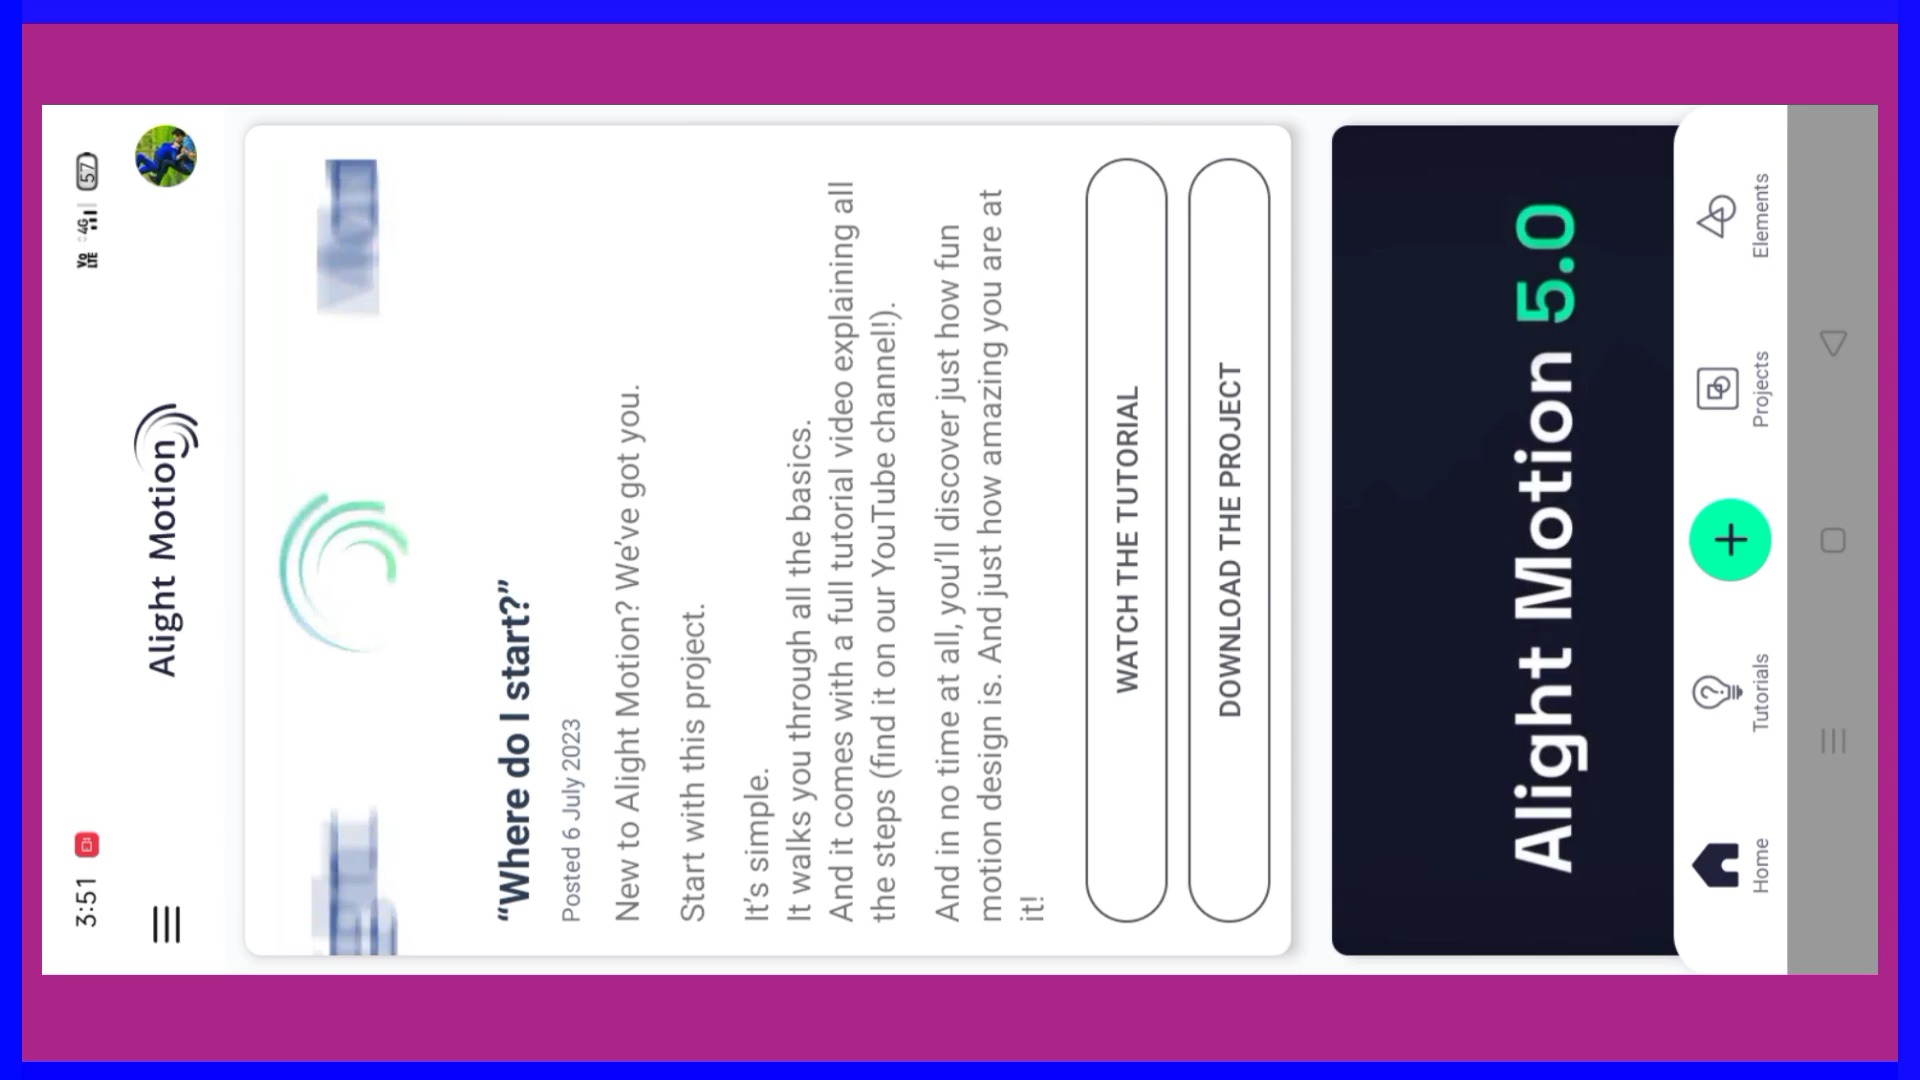 3:51
Vo LTE 4G 57
Alight Motion
“Where do I start?”
Posted 6 July 2023
New to Alight Motion? We’ve got you.
Start with this project.
It’s simple.
It walks you through all the basics.
And it comes with a full tutorial video explaining all
the steps (find it on our YouTube channel!).
And in no time at all, you’ll discover just how fun
motion design is. And just how amazing you are at
it!
WATCH THE TUTORIAL
DOWNLOAD THE PROJECT
Alight Motion 5.0
Home
Tutorials
Projects
Elements